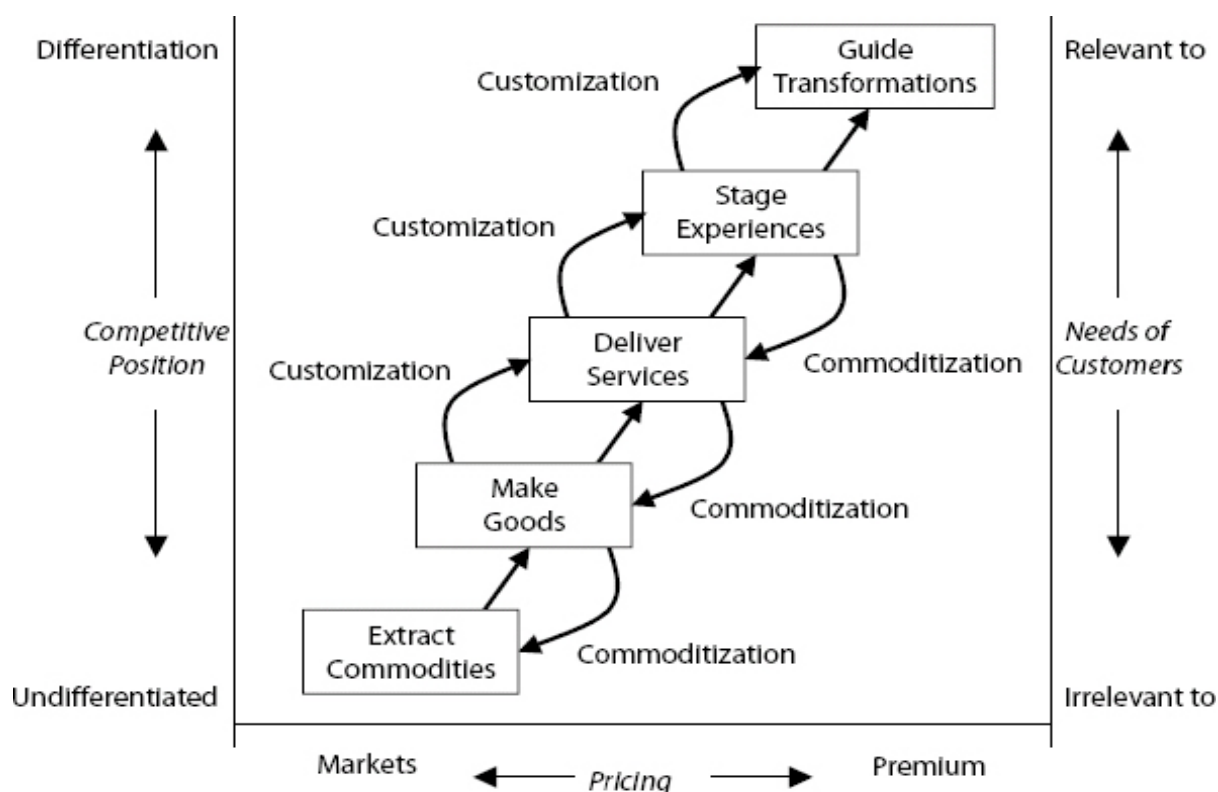 Differentiation
Guide
Transformations
Relevant to
Customization
Stage
Experiences
Customization
Competitive
Position
Deliver
Services
Needs of
Customers
Customization
Commoditization
Make
Goods
Commoditization
Extract
Commodities
Commoditization
Undifferentiated
Irrelevant to
Markets
Pricing
Premium